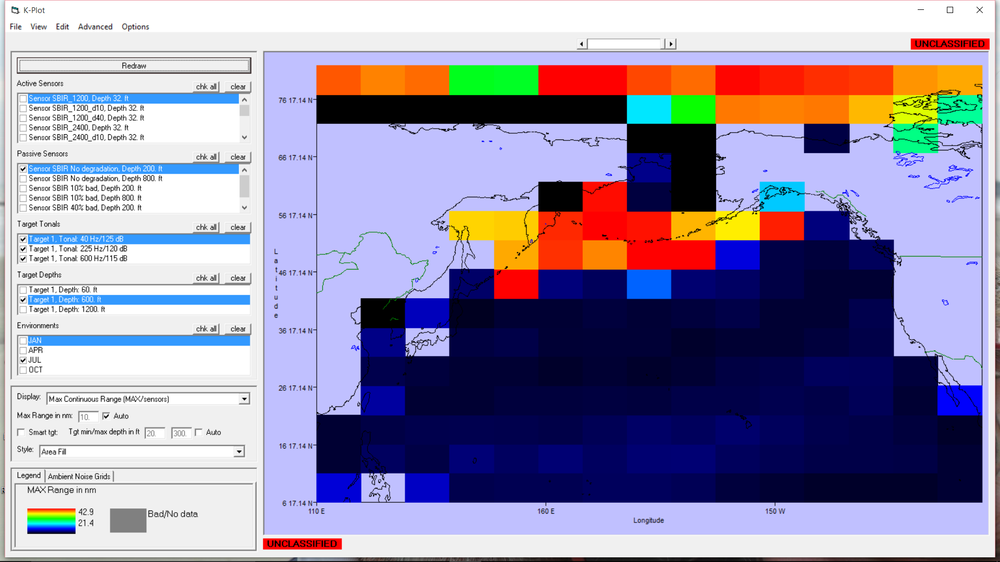 K-Plot
File View Edit Advanced Options
UNCLASSIFIED
Redraw
Active Sensors chk all clear
Sensor SBIR_1200, Depth 32. ft
Sensor SBIR_1200_d10, Depth 32. ft
Sensor SBIR_1200_d40, Depth 32. ft
Sensor SBIR_2400, Depth 32. ft
Sensor SBIR_2400_d10, Depth 32. ft
Passive Sensors chk all clear
Sensor SBIR No degradation, Depth 200. ft
Sensor SBIR No degradation, Depth 800. ft
Sensor SBIR 10% bad, Depth 200. ft
Sensor SBIR 10% bad, Depth 800. ft
Sensor SBIR 40% bad, Depth 200. ft
Target Tonals chk all clear
Target 1, Tonal: 40 Hz/125 dB
Target 1, Tonal: 225 Hz/120 dB
Target 1, Tonal: 600 Hz/115 dB
Target Depths chk all clear
Target 1, Depth: 60. ft
Target 1, Depth: 600. ft
Target 1, Depth: 1200. ft
Environments chk all clear
JAN
APR
JUL
OCT
Display: Max Continuous Range (MAX/sensors)
Max Range in nm: 10. Auto
Smart tgt: Tgt min/max depth in ft 20. 300. Auto
Style: Area Fill
Legend Ambient Noise Grids
MAX Range in nm
42.9
21.4
Bad/No data
Latitude
76 17.14 N
66 17.14 N
56 17.14 N
46 17.14 N
36 17.14 N
26 17.14 N
16 17.14 N
6 17.14 N
110 E 160 E 150 W
Longitude
UNCLASSIFIED